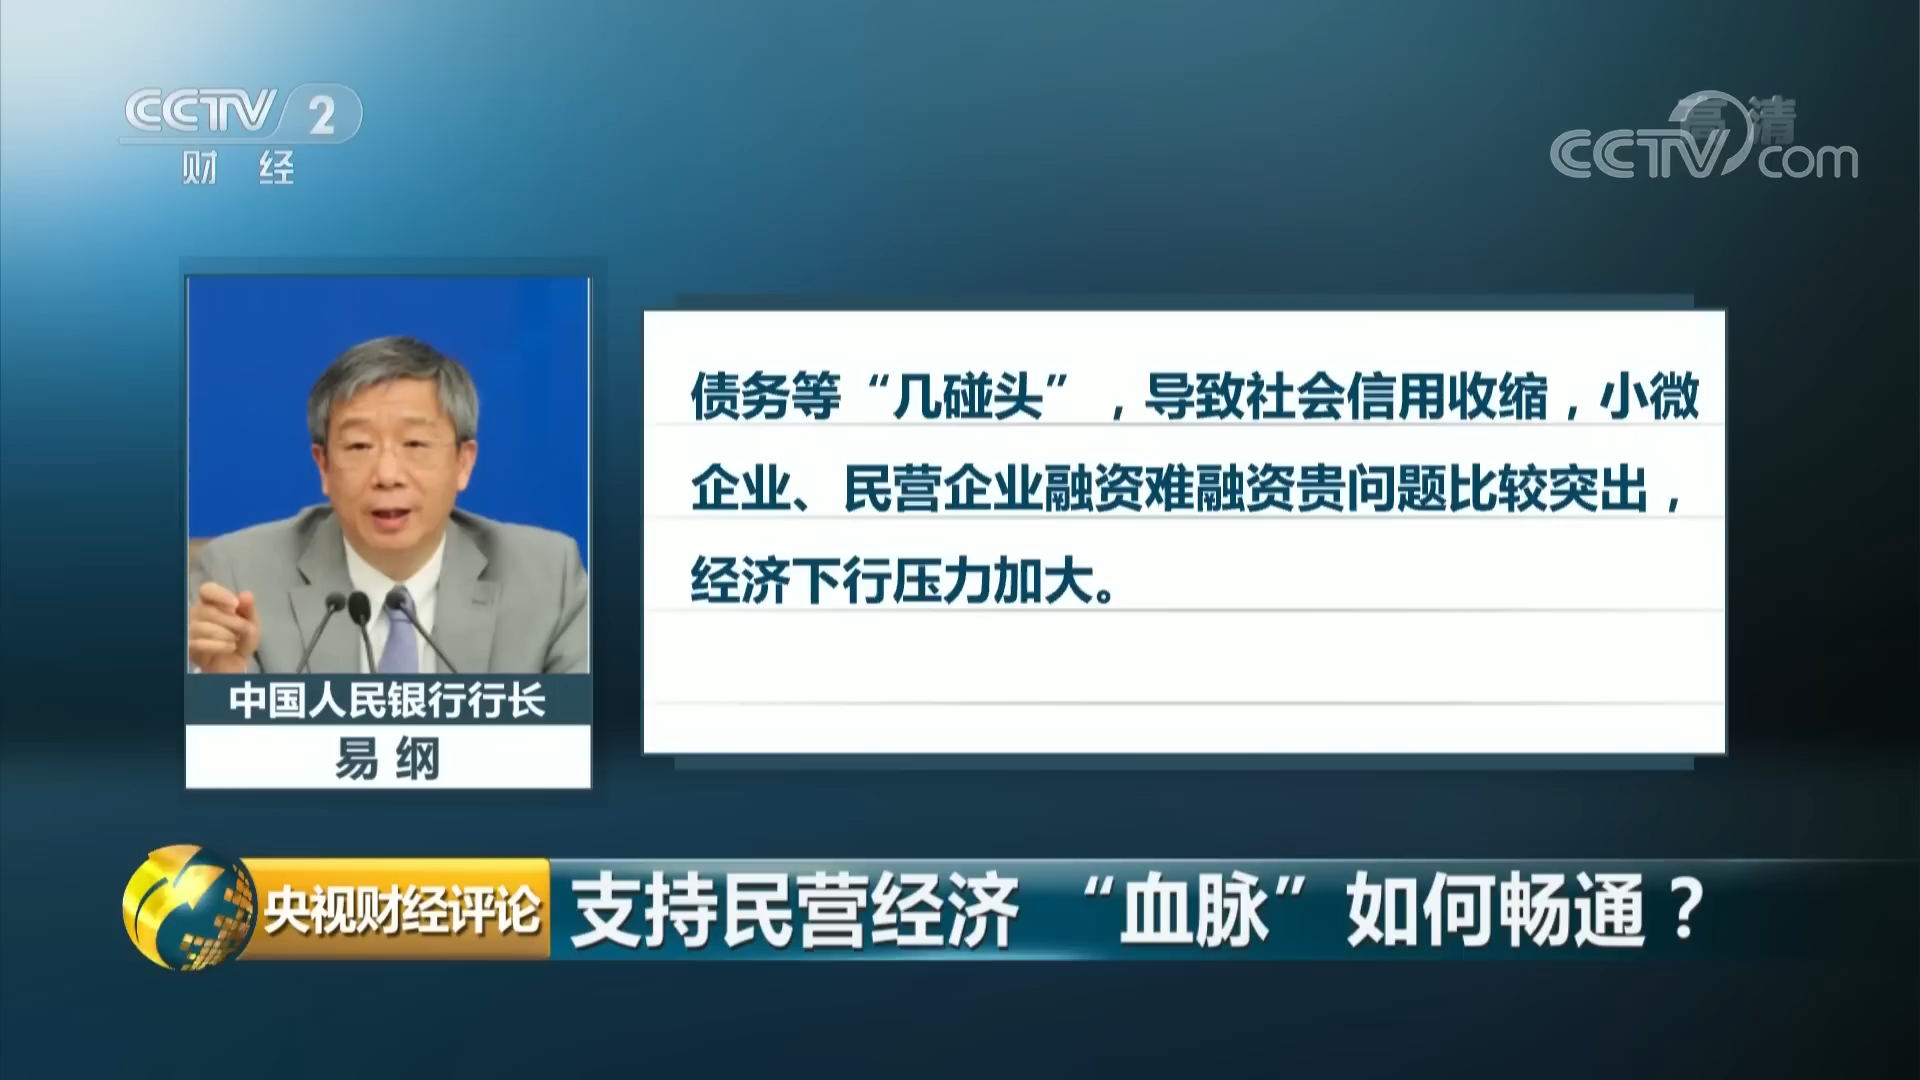 CCTV 2
财 经
高清
CCTV com
债务等“几碰头”，导致社会信用收缩，小微
企业、民营企业融资难融资贵问题比较突出，
经济下行压力加大。
中国人民银行行长
易 纲
央视财经评论
支持民营经济 “血脉”如何畅通？